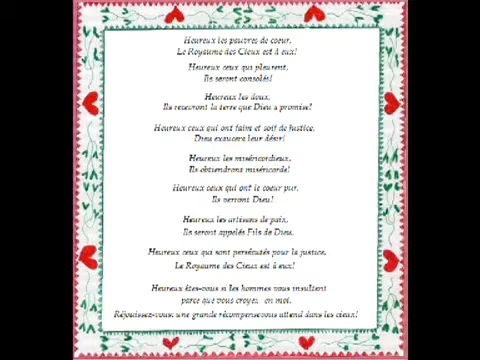 Heureux les pauvres de coeur,
Le Royaume des Cieux est à eux!
Heureux ceux qui pleurent,
Ils seront consolés!
Heureux les doux,
Ils recevront la terre que Dieu a promise!
Heureux ceux qui ont faim et soif de justice,
Dieu exaucera leur désir!
Heureux les miséricordieux,
Ils obtiendront miséricorde!
Heureux ceux qui ont le coeur pur,
Ils verront Dieu!
Heureux les artisans de paix,
Ils seront appelés Fils de Dieu.
Heureux ceux qui sont persécutés pour la justice,
Le Royaume des Cieux est à eux!
Heureux êtes-vous si les hommes vous insultent
parce que vous croyez en moi.
Réjouissez-vous: une grande récompense vous attend dans les cieux!